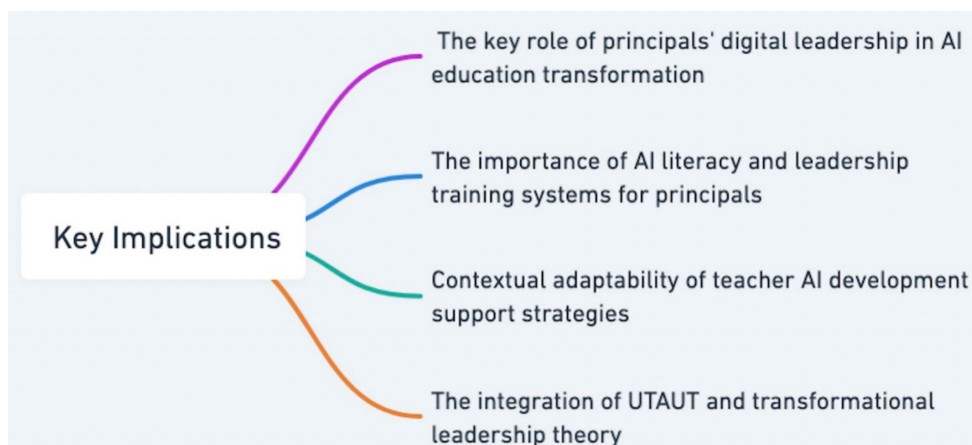 Key Implications
The key role of principals' digital leadership in AI
education transformation
The importance of AI literacy and leadership
training systems for principals
Contextual adaptability of teacher AI development
support strategies
The integration of UTAUT and transformational
leadership theory